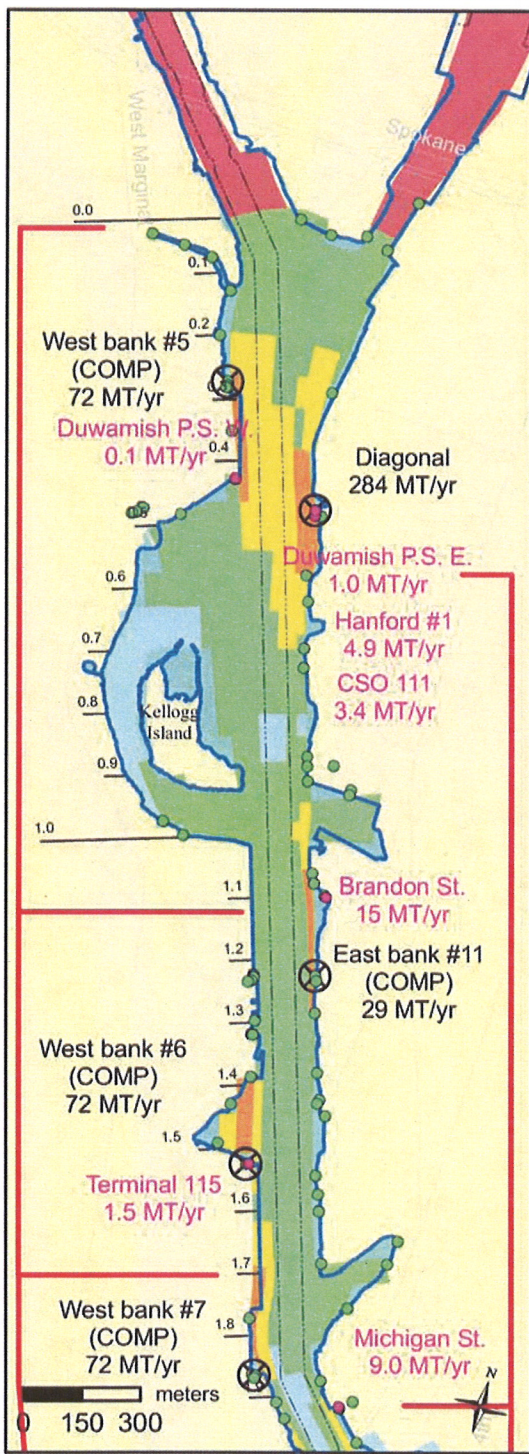 West Margina
Spokane
0.0
0.1
0.2
West bank #5
(COMP)
72 MT/yr
Duwamish P.S. W.
0.1 MT/yr
0.4
Diagonal
284 MT/yr
Duwamish P.S. E.
1.0 MT/yr
0.6
Hanford #1
4.9 MT/yr
0.7
CSO 111
3.4 MT/yr
Kellogg
Island
0.8
0.9
1.0
Brandon St.
15 MT/yr
1.1
East bank #11
(COMP)
29 MT/yr
1.2
1.3
West bank #6
(COMP)
72 MT/yr
1.4
1.5
Terminal 115
1.5 MT/yr
1.6
1.7
West bank #7
(COMP)
72 MT/yr
1.8
Michigan St.
9.0 MT/yr
N
meters
0 150 300